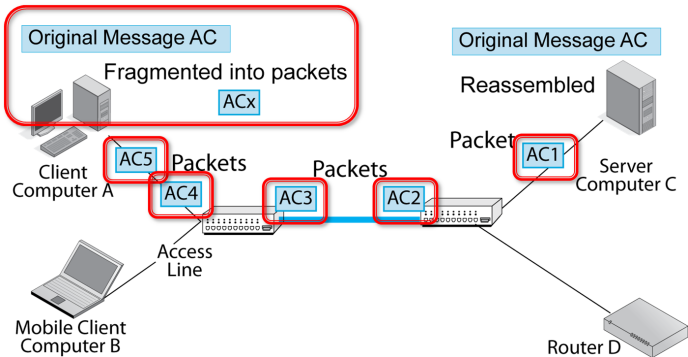 Original Message AC
Fragmented into packets
ACx
Original Message AC
Reassembled
Client
Computer A
AC5
Packets
AC4
Packets
AC3
AC2
Packet
AC1
Server
Computer C
Access
Line
Mobile Client
Computer B
Router D